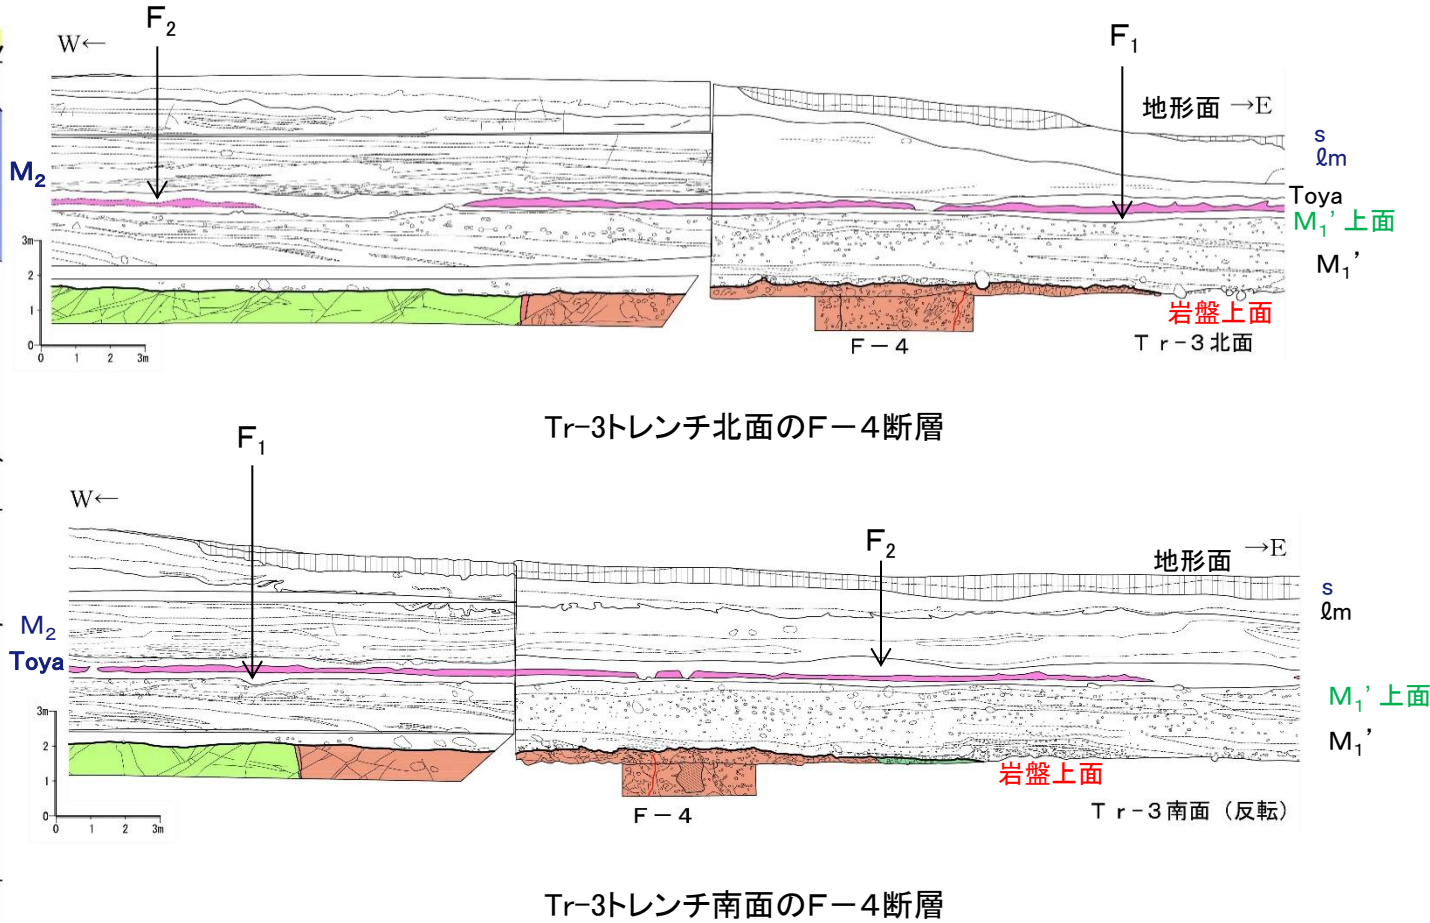 F₂
F₁
W←
地形面 →E
s
ℓm
M₂
Toya
M₁’上面
M₁’
3m
2
1
0
0 1 2 3m
岩盤上面
F－4
Tr-3北面
Tr-3トレンチ北面のF－4断層
F₁
W←
F₂
地形面 →E
s
ℓm
M₂
Toya
M₁’上面
M₁’
3m
2
1
0
0 1 2 3m
岩盤上面
F－4
Tr-3南面（反転）
Tr-3トレンチ南面のF－4断層